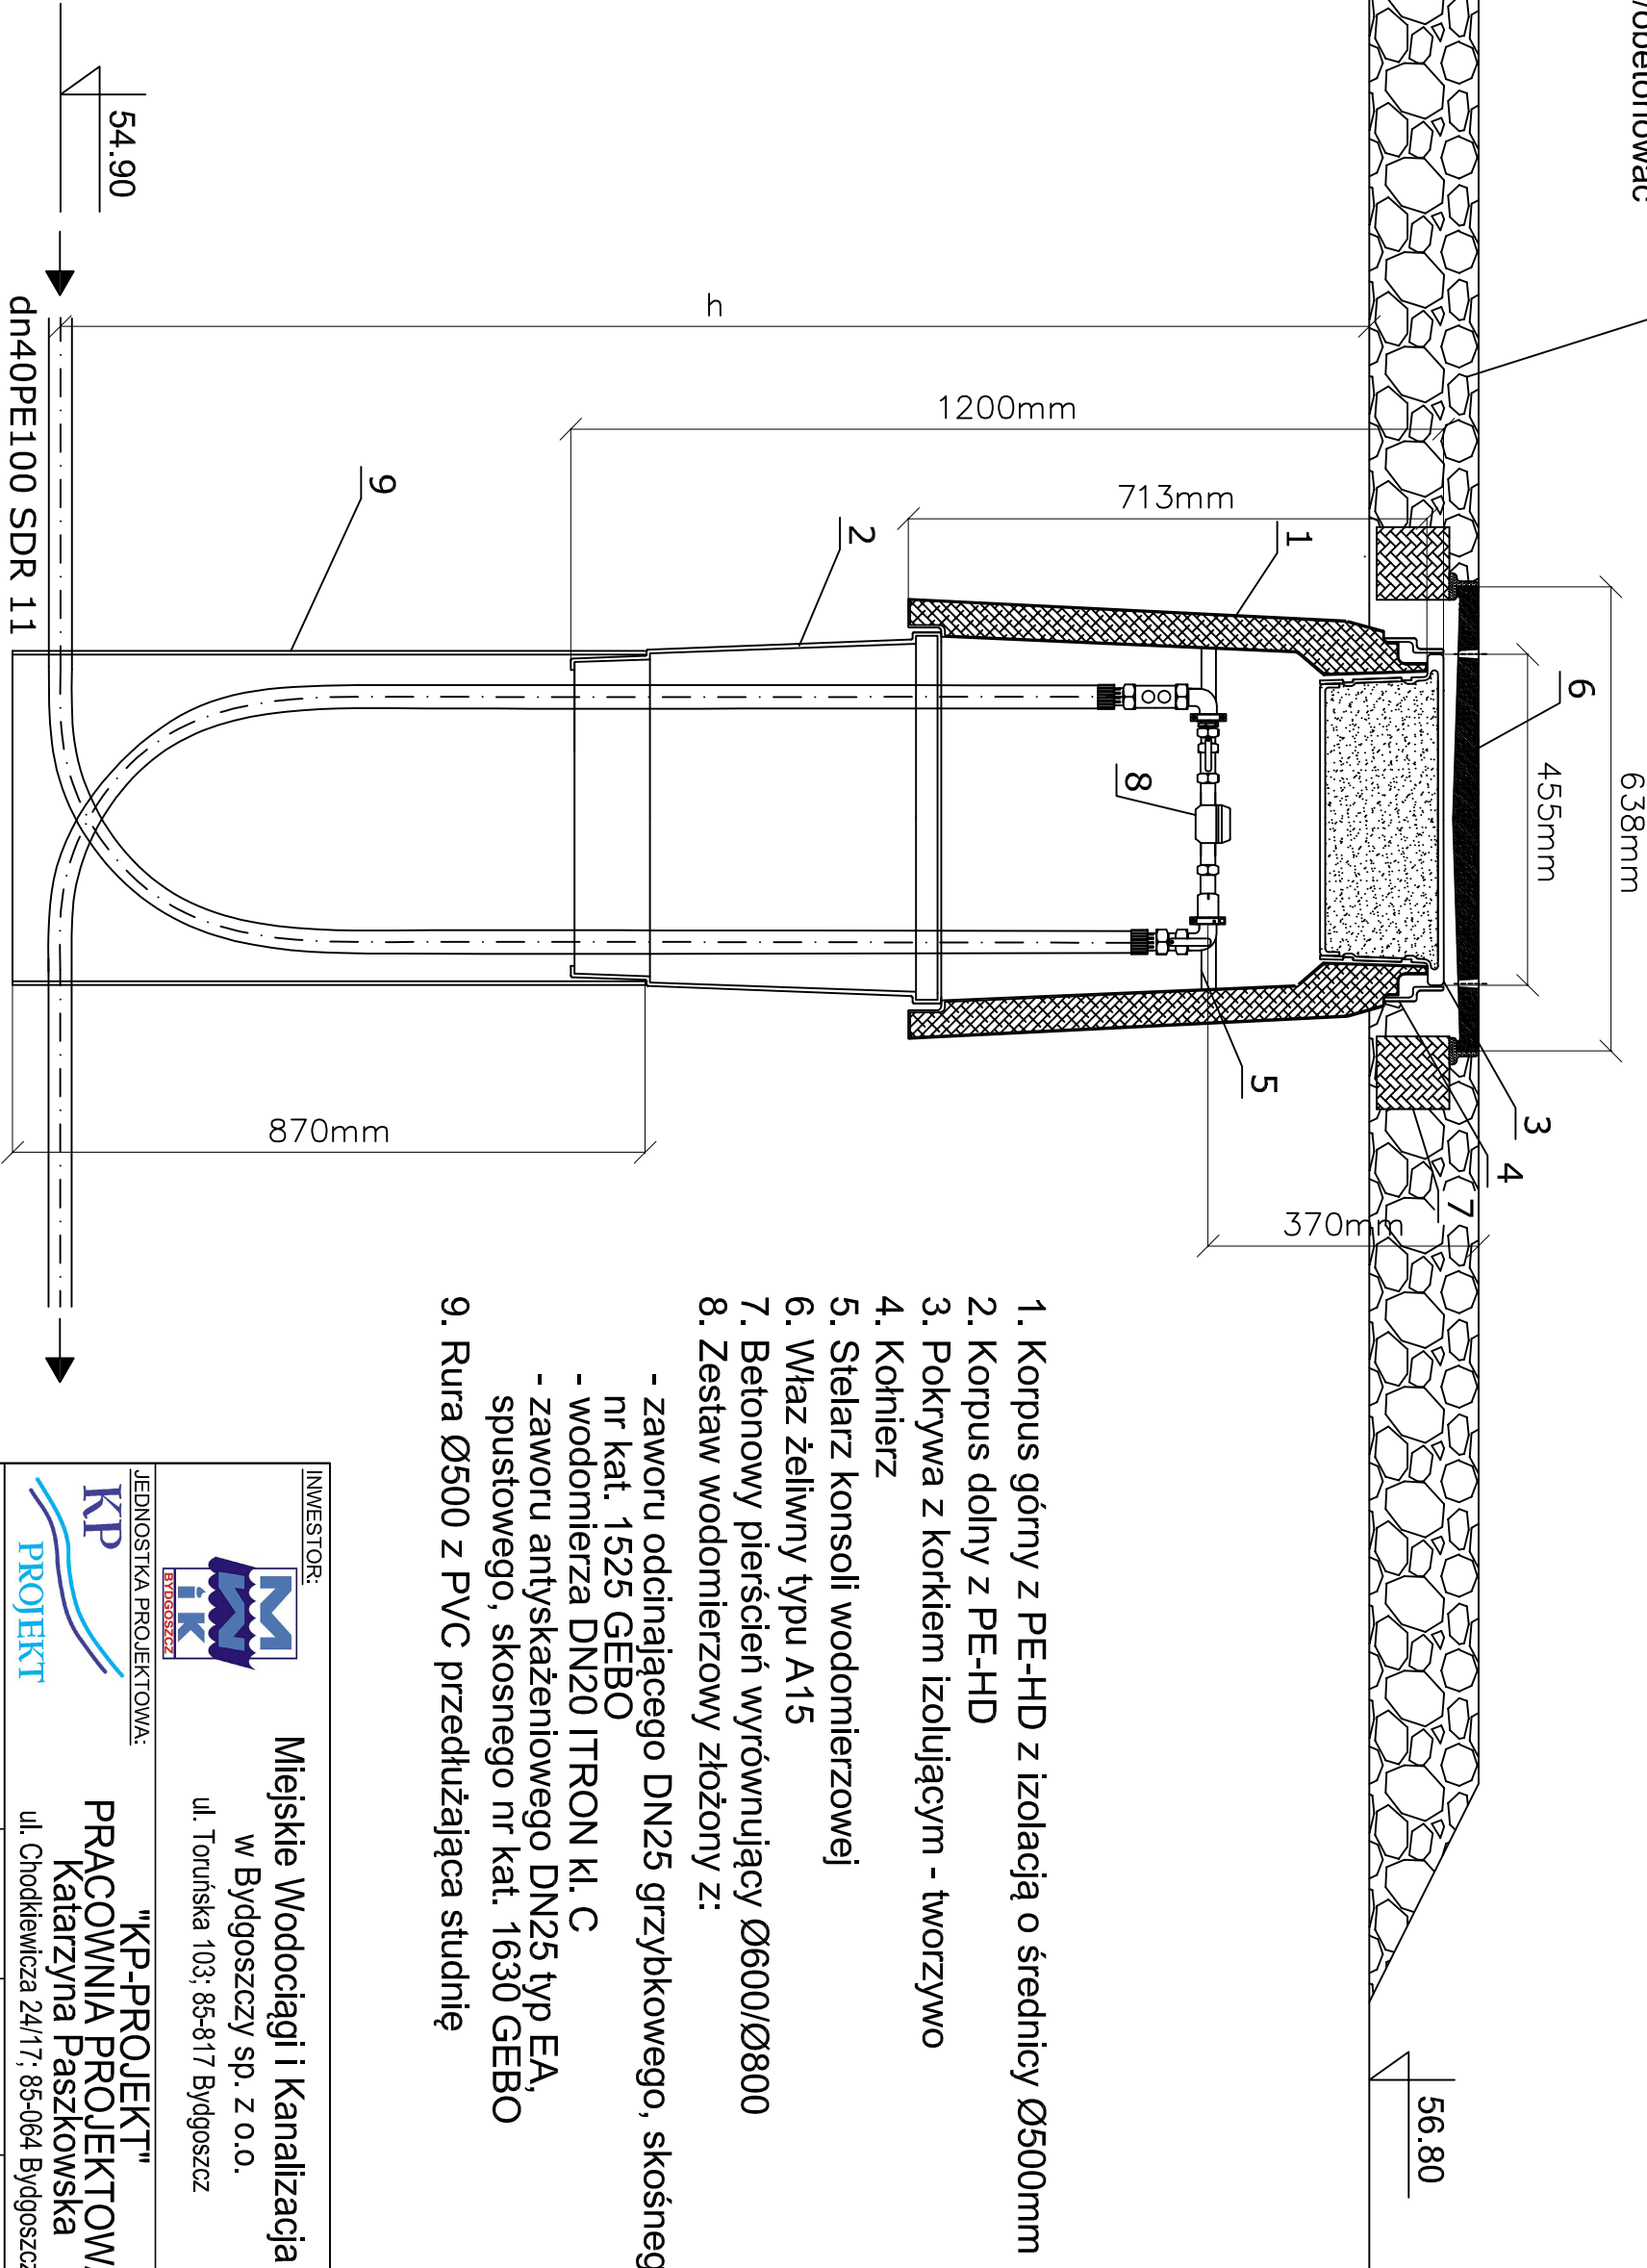 /obetonować
638mm
455mm
6
3
4
7
370mm
56.80
1
713mm
1200mm
h
8
5
2
9
870mm
54.90
dn40PE100 SDR 11
1. Korpus górny z PE-HD z izolacją o średnicy Ø500mm
2. Korpus dolny z PE-HD
3. Pokrywa z korkiem izolującym - tworzywo
4. Kołnierz
5. Stelarz konsoli wodomierzowej
6. Właz żeliwny typu A15
7. Betonowy pierścień wyrównujący Ø600/Ø800
8. Zestaw wodomierzowy złożony z:
- zaworu odcinającego DN25 grzybkowego, skośneg
nr kat. 1525 GEBO
- wodomierza DN20 ITRON kl. C
- zaworu antyskażeniowego DN25 typ EA,
spustowego, skosnego nr kat. 1630 GEBO
9. Rura Ø500 z PVC przedłużająca studnię
INWESTOR:
MWiK
BYDGOSZCZ
Miejskie Wodociągi i Kanalizacja
w Bydgoszczy sp. z o.o.
ul. Toruńska 103; 85-817 Bydgoszcz
JEDNOSTKA PROJEKTOWA:
KP
PROJEKT
"KP-PROJEKT"
PRACOWNIA PROJEKTOWA
Katarzyna Paszkowska
ul. Chodkiewicza 24/17; 85-064 Bydgoszcz